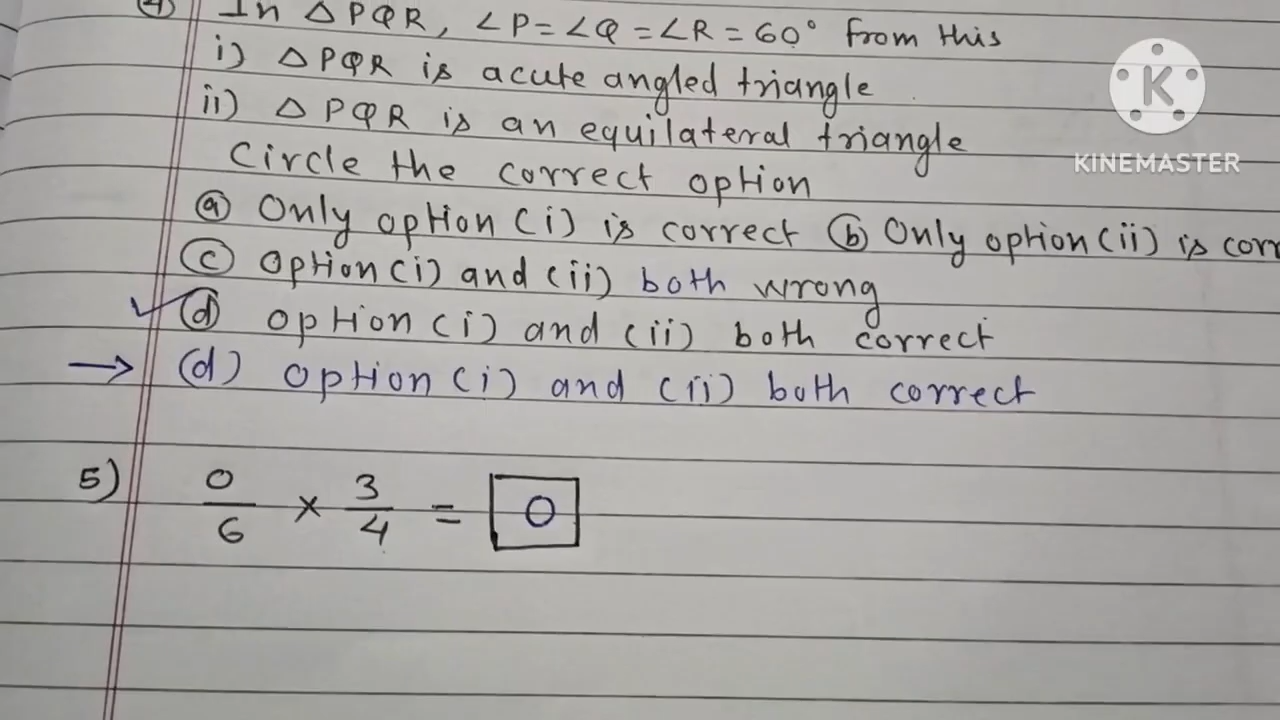 4) In △PQR, ∠P=∠Q=∠R=60° from this
i) △PQR is acute angled triangle
ii) △PQR is an equilateral triangle
Circle the correct option
ⓐ Only option (i) is correct ⓑ Only option (ii) is corr
ⓒ option (i) and (ii) both wrong
✓ⓓ option (i) and (ii) both correct
→ (d) option (i) and (ii) both correct
5) 0/6 × 3/4 = 0
K
KINEMASTER